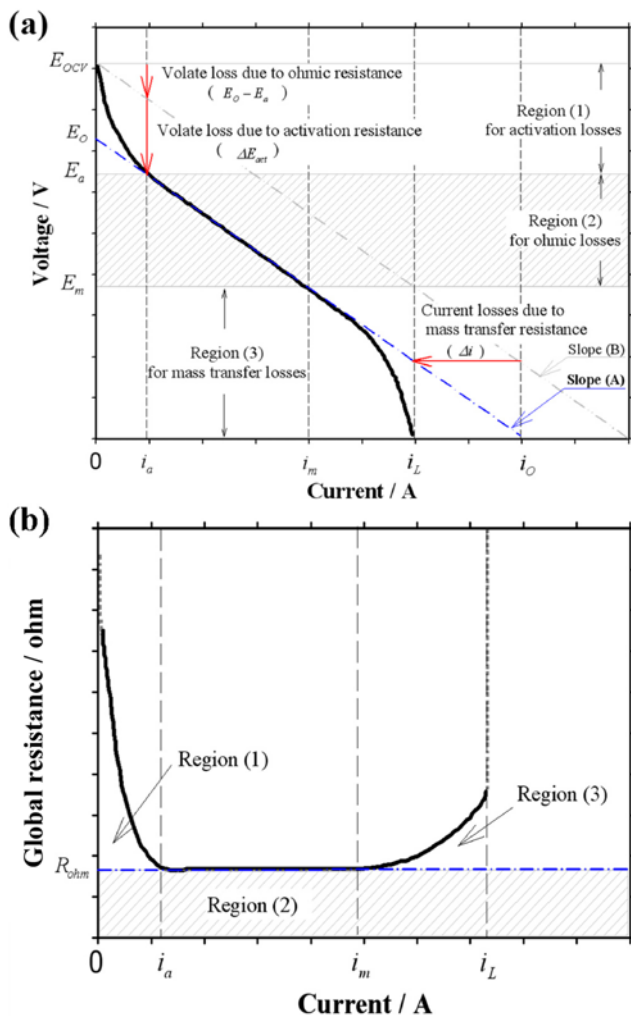 (a)
E_OCV
Volate loss due to ohmic resistance
( E_O − E_a )
E_O
Volate loss due to activation resistance
( ΔE_act )
Region (1)
for activation losses
E_a
Voltage / V
Region (2)
for ohmic losses
E_m
Current losses due to
mass transfer resistance
( Δi )
Region (3)
for mass transfer losses
Slope (B)
Slope (A)
0 i_a i_m i_L i_O
Current / A
(b)
Global resistance / ohm
Region (1)
Region (3)
R_ohm
Region (2)
0 i_a i_m i_L
Current / A